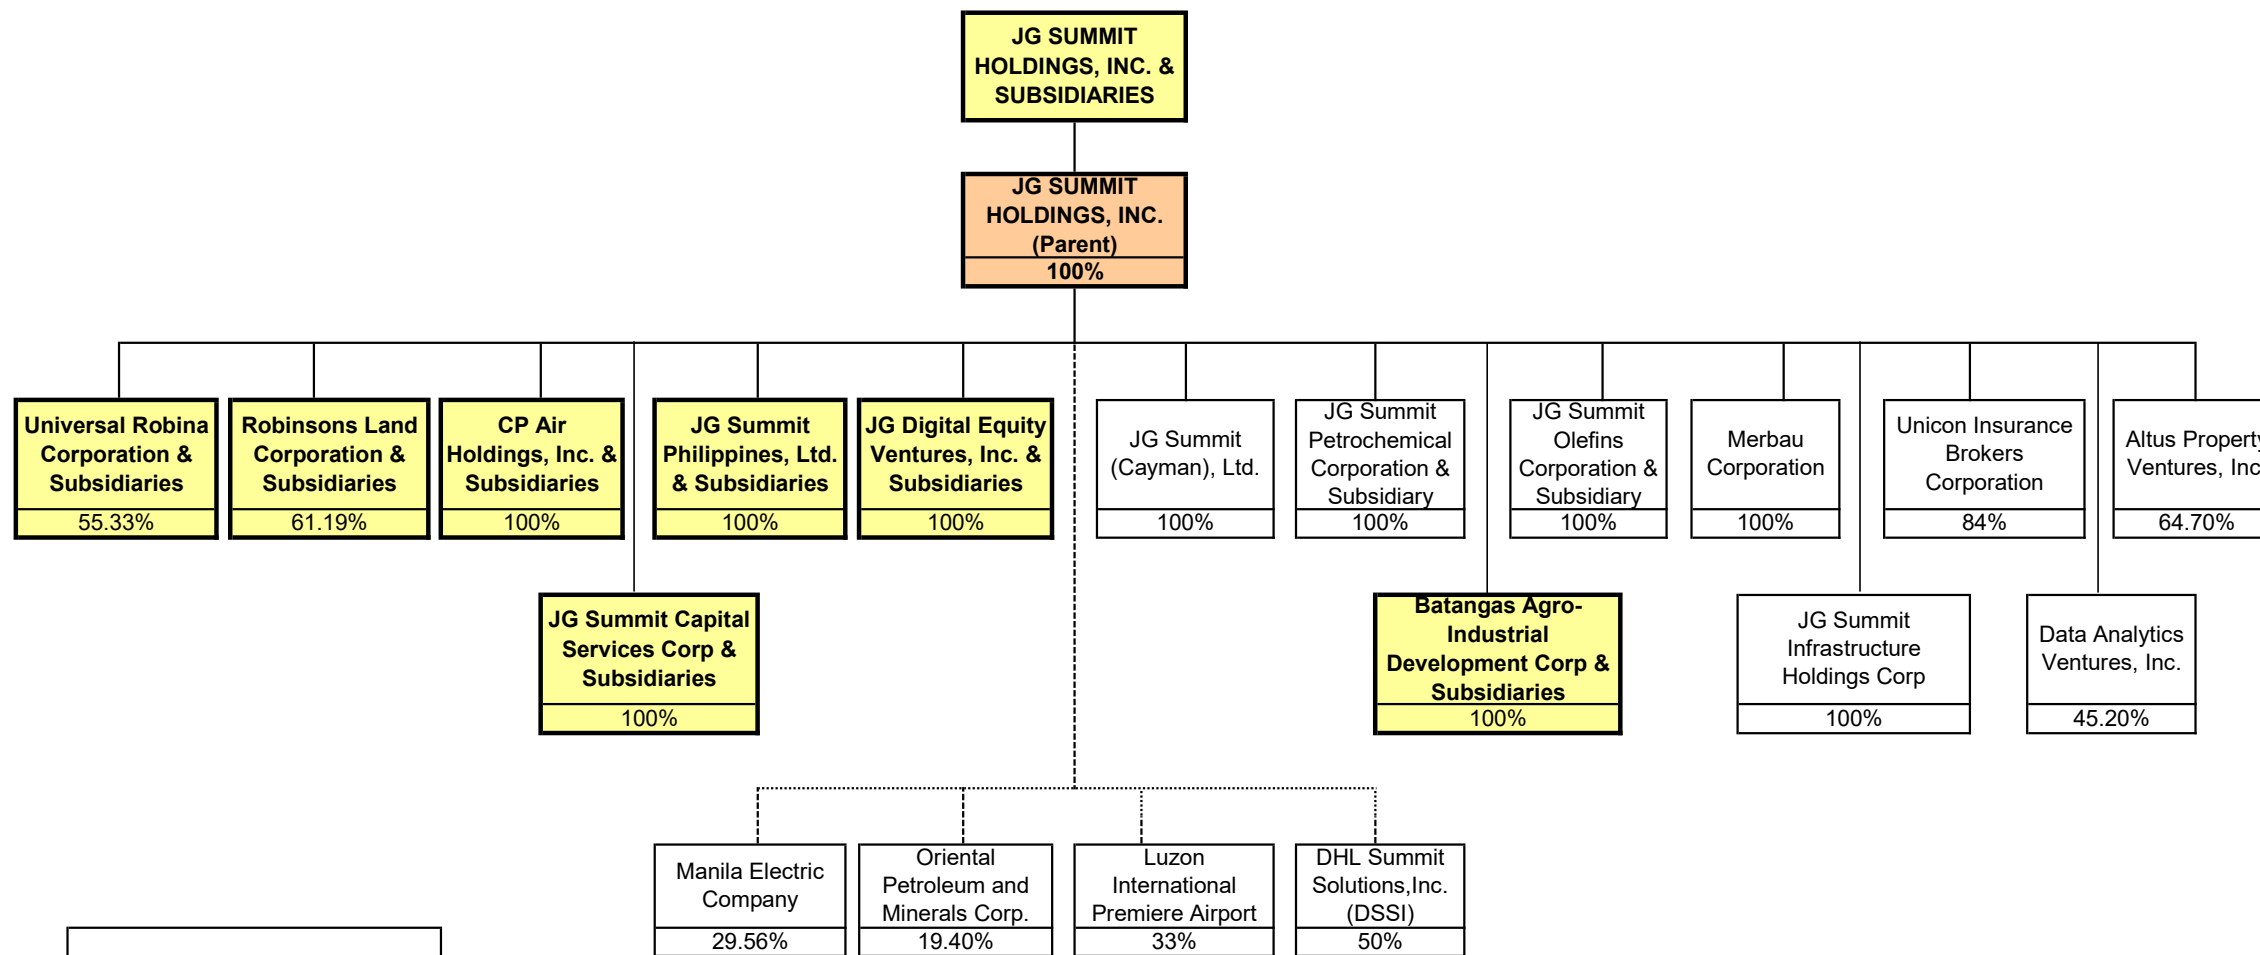 JG SUMMIT
HOLDINGS, INC. &
SUBSIDIARIES
JG SUMMIT
HOLDINGS, INC.
(Parent)
100%
Universal Robina
Corporation &
Subsidiaries
55.33%
Robinsons Land
Corporation &
Subsidiaries
61.19%
CP Air
Holdings, Inc. &
Subsidiaries
100%
JG Summit
Philippines, Ltd.
& Subsidiaries
100%
JG Digital Equity
Ventures, Inc. &
Subsidiaries
100%
JG Summit
(Cayman), Ltd.
100%
JG Summit
Petrochemical
Corporation &
Subsidiary
100%
JG Summit
Olefins
Corporation &
Subsidiary
100%
Merbau
Corporation
100%
Unicon Insurance
Brokers
Corporation
84%
Altus Property
Ventures, Inc
64.70%
JG Summit Capital
Services Corp &
Subsidiaries
100%
Batangas Agro-
Industrial
Development Corp &
Subsidiaries
100%
JG Summit
Infrastructure
Holdings Corp
100%
Data Analytics
Ventures, Inc.
45.20%
Manila Electric
Company
29.56%
Oriental
Petroleum and
Minerals Corp.
19.40%
Luzon
International
Premiere Airport
33%
DHL Summit
Solutions,Inc.
(DSSI)
50%